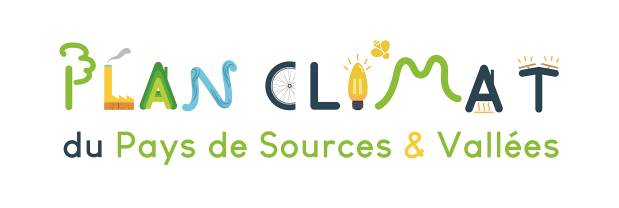 PLAN CLIMAT
du Pays de Sources & Vallées